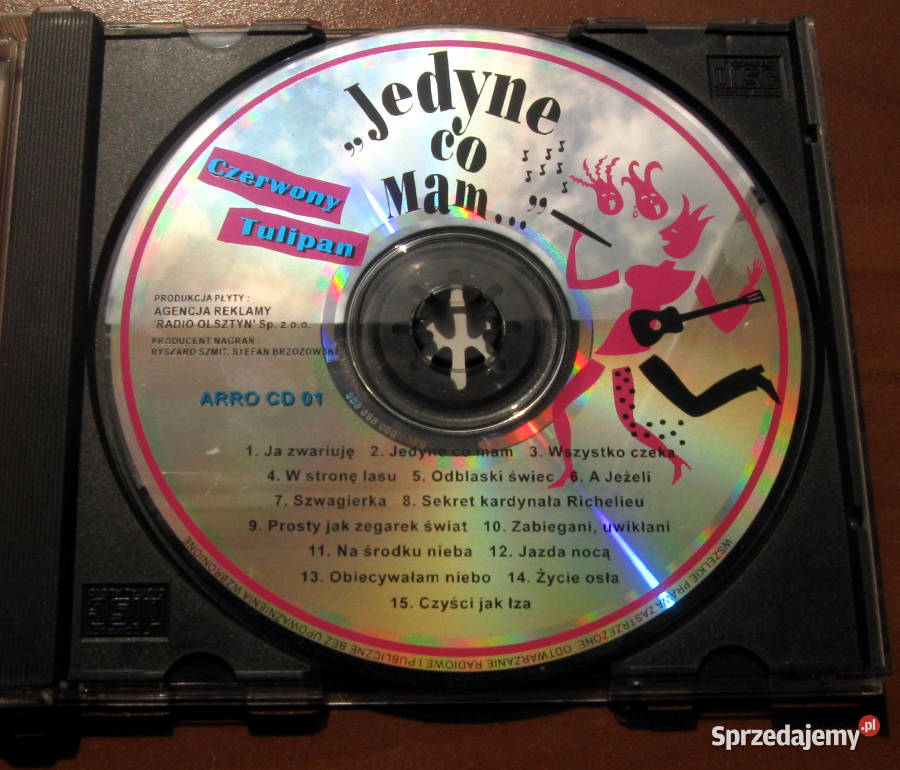 „Jedyne
co
Mam..."
Czerwony
Tulipan
PRODUKCJA PŁYTY :
AGENCJA REKLAMY
'RADIO OLSZTYN' Sp. z o.o.
PRODUCENT NAGRAŃ
RYSZARD SZMIT, STEFAN BRZOZOWSKI
ARRO CD 01
1. Ja zwariuję 2. Jedyne co mam 3. Wszystko czeka
4. W stronę lasu 5. Odblaski świec 6. A Jeżeli
7. Szwagierka 8. Sekret kardynała Richelieu
9. Prosty jak zegarek świat 10. Zabiegani, uwikłani
11. Na środku nieba 12. Jazda nocą
13. Obiecywałam niebo 14. Życie osła
15. Czyści jak łza
WSZELKIE PRAWA ZASTRZEŻONE. ODTWARZANIE RADIOWE I PUBLICZNE BEZ UPOWAŻNIENIA WZBRONIONE
Sprzedajemy.pl